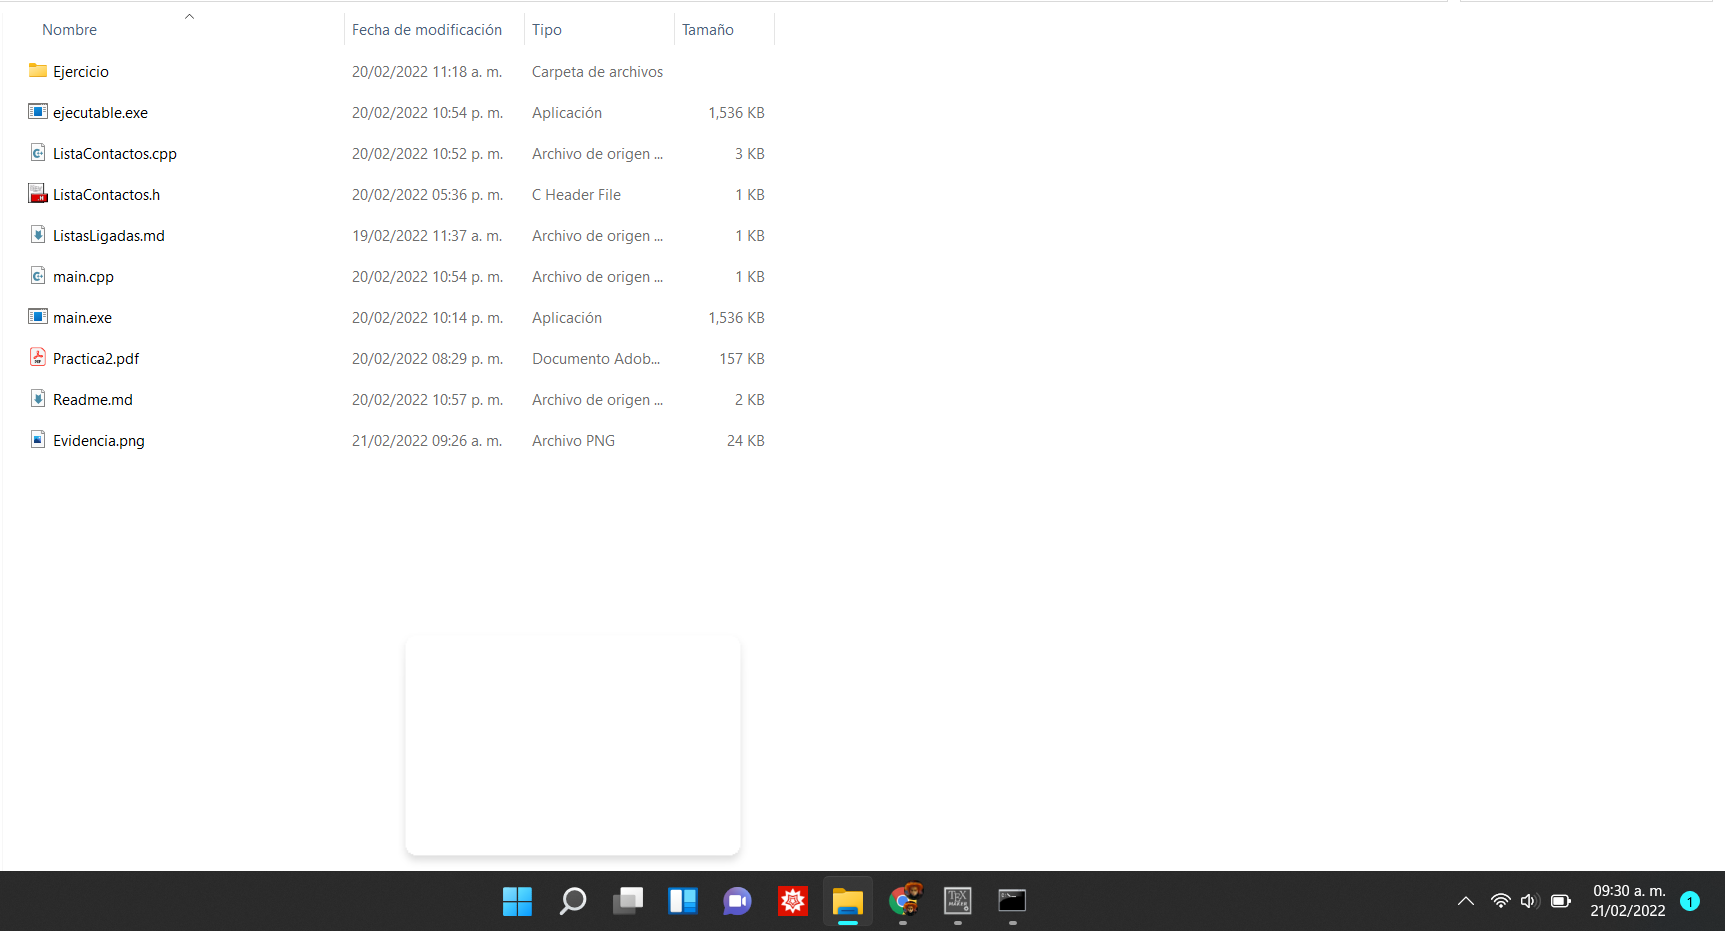 Nombre Fecha de modificación Tipo Tamaño
Ejercicio 20/02/2022 11:18 a. m. Carpeta de archivos
ejecutable.exe 20/02/2022 10:54 p. m. Aplicación 1,536 KB
ListaContactos.cpp 20/02/2022 10:52 p. m. Archivo de origen ... 3 KB
ListaContactos.h 20/02/2022 05:36 p. m. C Header File 1 KB
ListasLigadas.md 19/02/2022 11:37 a. m. Archivo de origen ... 1 KB
main.cpp 20/02/2022 10:54 p. m. Archivo de origen ... 1 KB
main.exe 20/02/2022 10:14 p. m. Aplicación 1,536 KB
Practica2.pdf 20/02/2022 08:29 p. m. Documento Adob... 157 KB
Readme.md 20/02/2022 10:57 p. m. Archivo de origen ... 2 KB
Evidencia.png 21/02/2022 09:26 a. m. Archivo PNG 24 KB
TEX
MAKER
09:30 a. m.
21/02/2022
1